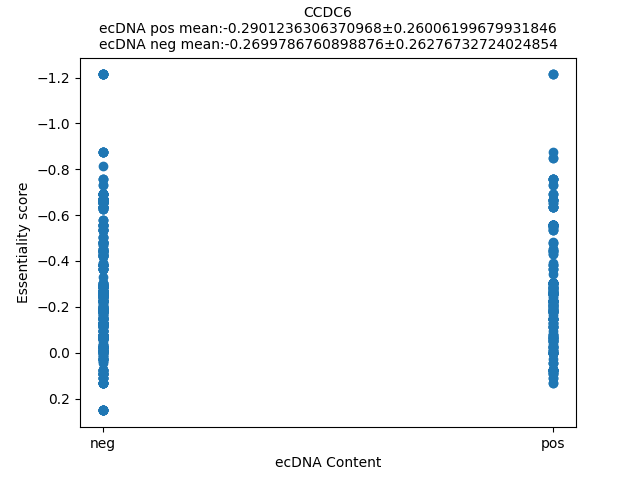 CCDC6
ecDNA pos mean:-0.2901236306370968±0.26006199679931846
ecDNA neg mean:-0.2699786760898876±0.26276732724024854
−1.2
−1.0
−0.8
−0.6
−0.4
−0.2
0.0
0.2
Essentiality score
neg
pos
ecDNA Content